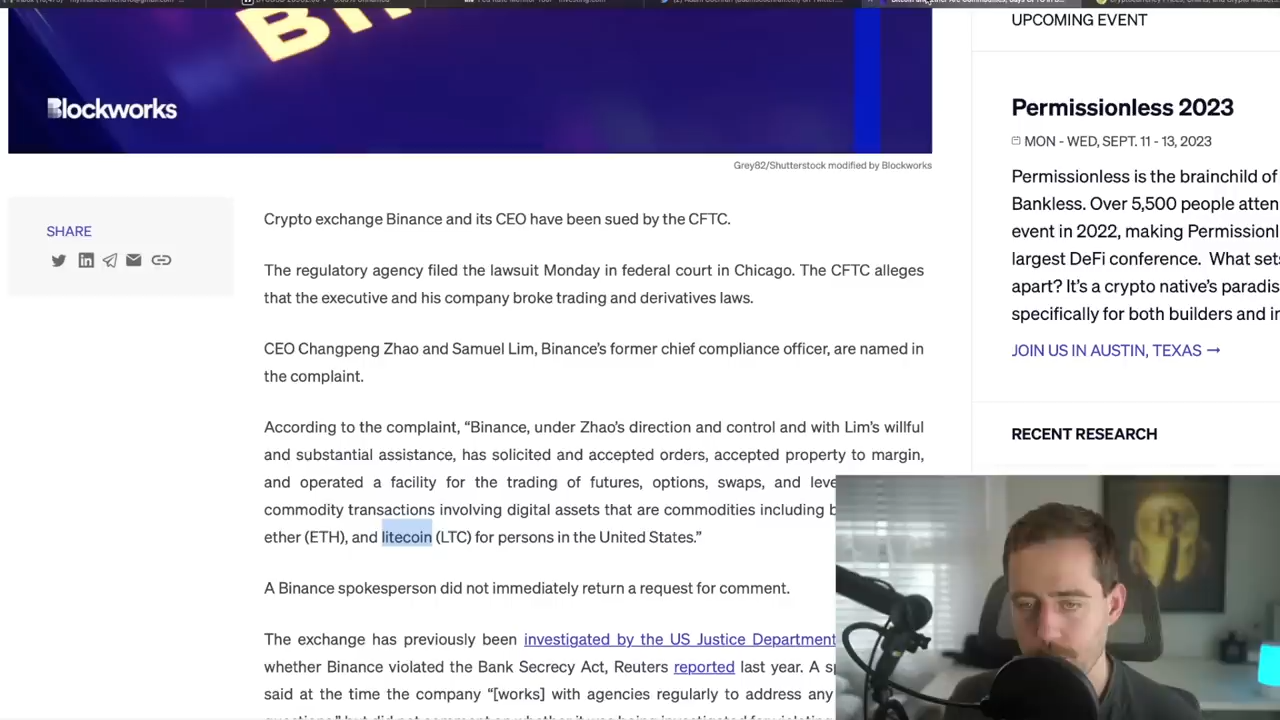 Blockworks
Grey82/Shutterstock modified by Blockworks
SHARE
Crypto exchange Binance and its CEO have been sued by the CFTC.
The regulatory agency filed the lawsuit Monday in federal court in Chicago. The CFTC alleges
that the executive and his company broke trading and derivatives laws.
CEO Changpeng Zhao and Samuel Lim, Binance’s former chief compliance officer, are named in
the complaint.
According to the complaint, “Binance, under Zhao’s direction and control and with Lim’s willful
and substantial assistance, has solicited and accepted orders, accepted property to margin,
and operated a facility for the trading of futures, options, swaps, and leve
commodity transactions involving digital assets that are commodities including b
ether (ETH), and litecoin (LTC) for persons in the United States.”
A Binance spokesperson did not immediately return a request for comment.
The exchange has previously been investigated by the US Justice Department
whether Binance violated the Bank Secrecy Act, Reuters reported last year. A sp
said at the time the company “[works] with agencies regularly to address any
UPCOMING EVENT
Permissionless 2023
MON - WED, SEPT. 11 - 13, 2023
Permissionless is the brainchild of
Bankless. Over 5,500 people atten
event in 2022, making Permissionl
largest DeFi conference. What sets
apart? It’s a crypto native’s paradis
specifically for both builders and in
JOIN US IN AUSTIN, TEXAS →
RECENT RESEARCH